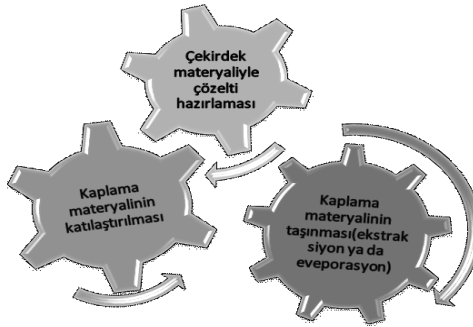 Çekirdek
materyaliyle
çözelti
hazırlaması
Kaplama
materyalinin
katılaştırılması
Kaplama
materyalinin
taşınması(ekstrak
siyon ya da
eveporasyon)